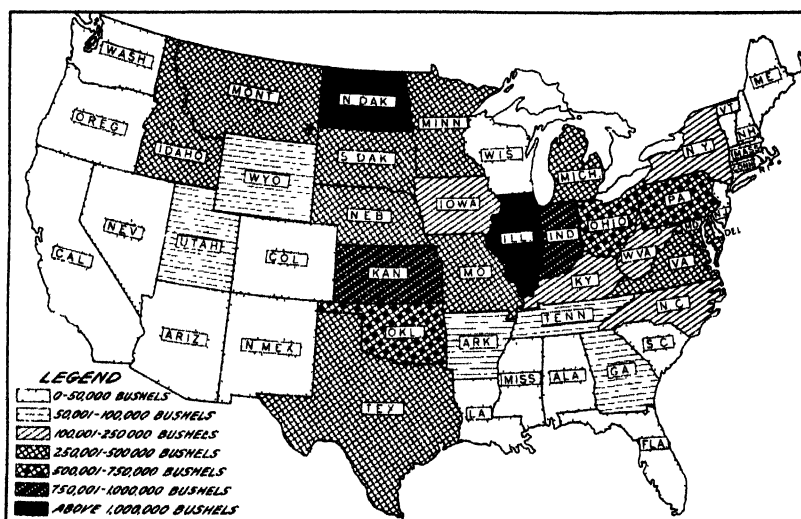 WASH
OREG
CAL
NEV
IDAHO
MONT
WYO
UTAH
COL
ARIZ
N MEX
N DAK
S DAK
NEB
KAN
OKL
TEX
MINN
IOWA
MO
ARK
LA
WIS
ILL.
MICH
IND
OHIO
KY
TENN
MISS
ALA
GA
FLA
S C
N C
VA
WVA
PA
N Y
VT
NH
ME
MASS
R.I.
DEL
LEGEND
0-50,000 BUSHELS
50,001-100,000 BUSHELS
100,001-250,000 BUSHELS
250,001-500,000 BUSHELS
500,001-750,000 BUSHELS
750,001-1,000,000 BUSHELS
ABOVE 1,000,000 BUSHELS